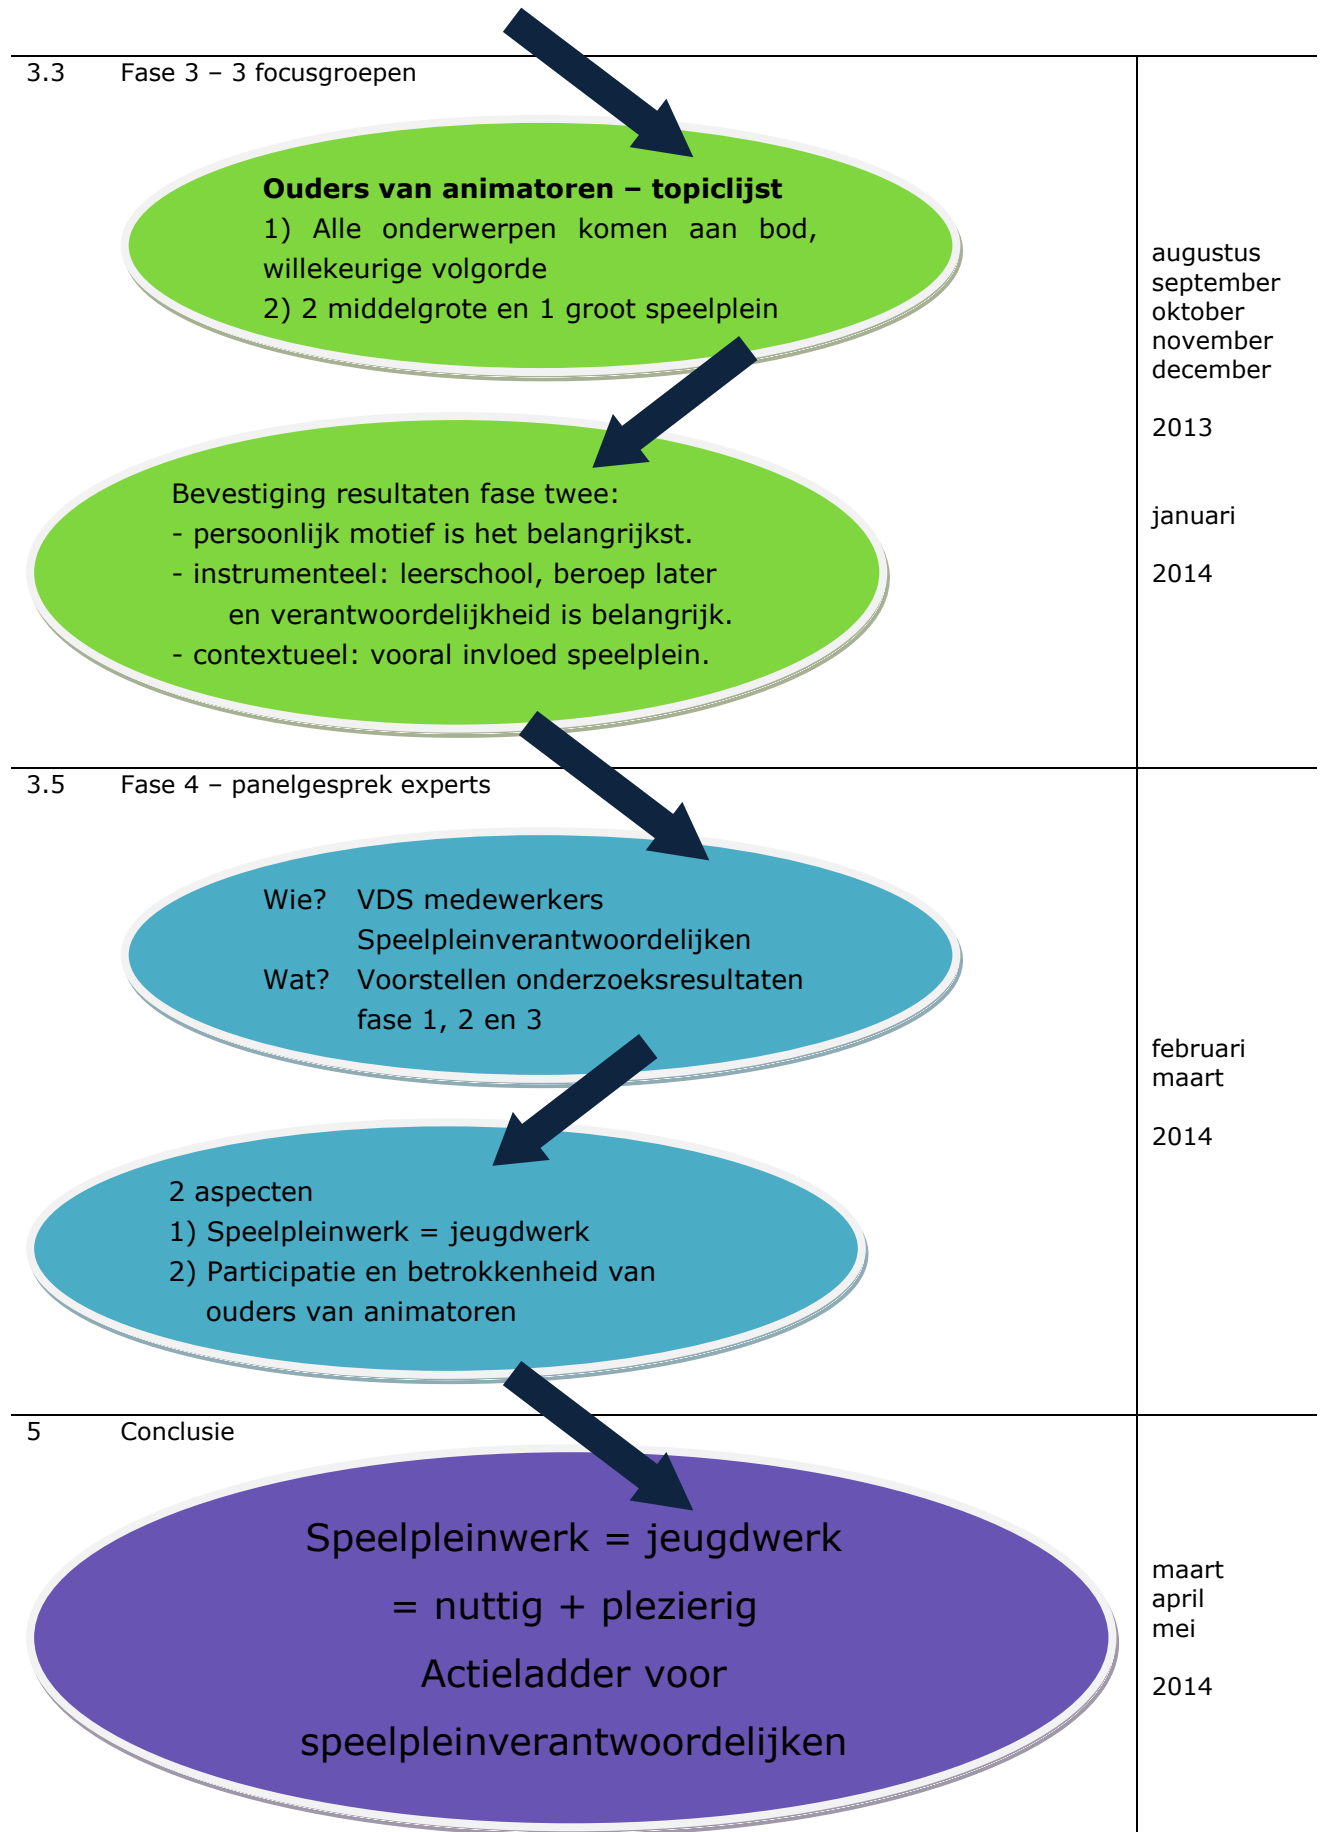 3.3 Fase 3 – 3 focusgroepen
Ouders van animatoren – topiclijst
1) Alle onderwerpen komen aan bod,
willekeurige volgorde
2) 2 middelgrote en 1 groot speelplein
Bevestiging resultaten fase twee:
- persoonlijk motief is het belangrijkst.
- instrumenteel: leerschool, beroep later
en verantwoordelijkheid is belangrijk.
- contextueel: vooral invloed speelplein.
augustus
september
oktober
november
december
2013
januari
2014
3.5 Fase 4 – panelgesprek experts
Wie? VDS medewerkers
Speelpleinverantwoordelijken
Wat? Voorstellen onderzoeksresultaten
fase 1, 2 en 3
2 aspecten
1) Speelpleinwerk = jeugdwerk
2) Participatie en betrokkenheid van
ouders van animatoren
februari
maart
2014
5 Conclusie
Speelpleinwerk = jeugdwerk
= nuttig + plezierig
Actieladder voor
speelpleinverantwoordelijken
maart
april
mei
2014